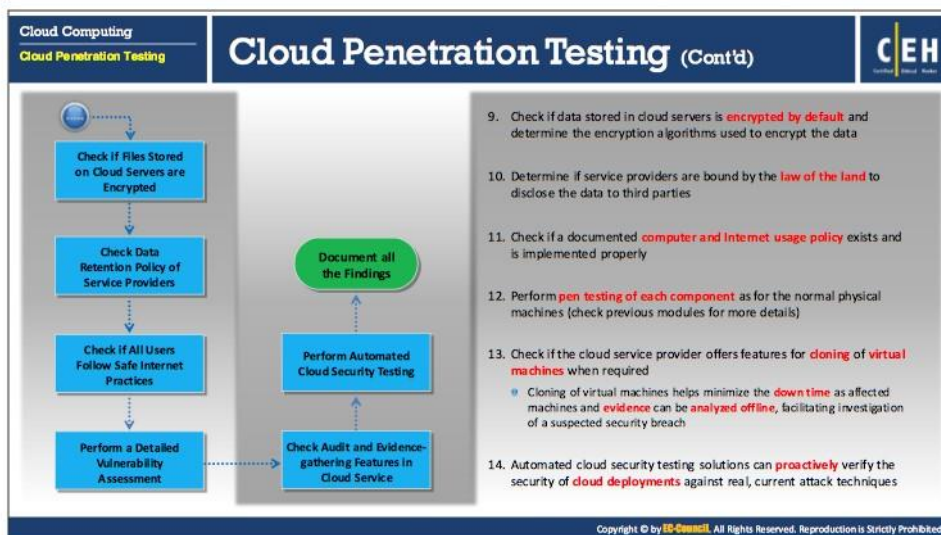 Cloud Computing
Cloud Penetration Testing
Cloud Penetration Testing (Cont'd)
C|EH
Certified Ethical Hacker
Check if Files Stored
on Cloud Servers are
Encrypted
Check Data
Retention Policy of
Service Providers
Check if All Users
Follow Safe Internet
Practices
Perform a Detailed
Vulnerability
Assessment
Document all
the Findings
Perform Automated
Cloud Security Testing
Check Audit and Evidence-
gathering Features in
Cloud Service
9. Check if data stored in cloud servers is encrypted by default and
determine the encryption algorithms used to encrypt the data
10. Determine if service providers are bound by the law of the land to
disclose the data to third parties
11. Check if a documented computer and Internet usage policy exists and
is implemented properly
12. Perform pen testing of each component as for the normal physical
machines (check previous modules for more details)
13. Check if the cloud service provider offers features for cloning of virtual
machines when required
Cloning of virtual machines helps minimize the down time as affected
machines and evidence can be analyzed offline, facilitating investigation
of a suspected security breach
14. Automated cloud security testing solutions can proactively verify the
security of cloud deployments against real, current attack techniques
Copyright © by EC-Council. All Rights Reserved. Reproduction is Strictly Prohibited